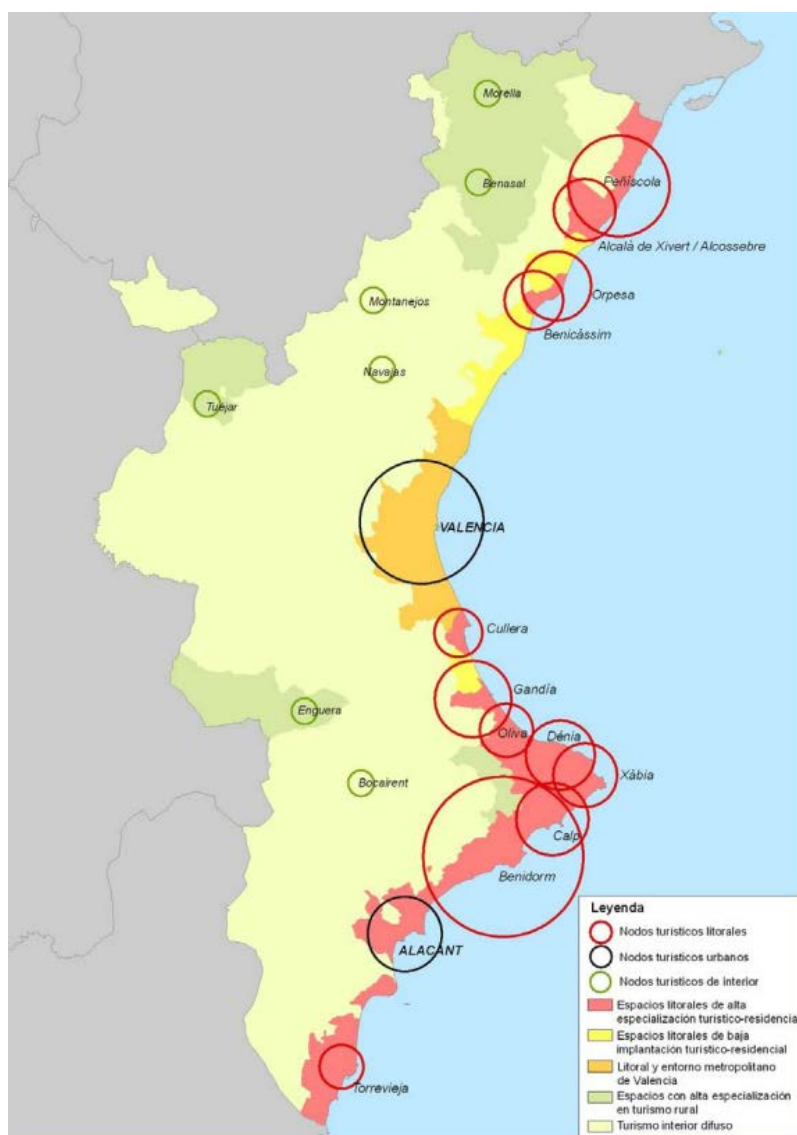 Morella
Peñíscola
Benasal
Alcalà de Xivert / Alcossebre
Orpesa
Montanejos
Benicàssim
Navajas
Tuejar
VALENCIA
Cullera
Gandía
Enguera
Oliva
Dénia
Xàbia
Bocairent
Calp
Benidorm
ALACANT
Torrevieja
Leyenda
Nodos turísticos litorales
Nodos turísticos urbanos
Nodos turísticos de interior
Espacios litorales de alta
especialización turístico-residencia
Espacios litorales de baja
implantación turístico-residencial
Litoral y entorno metropolitano
de Valencia
Espacios con alta especialización
en turismo rural
Turismo interior difuso